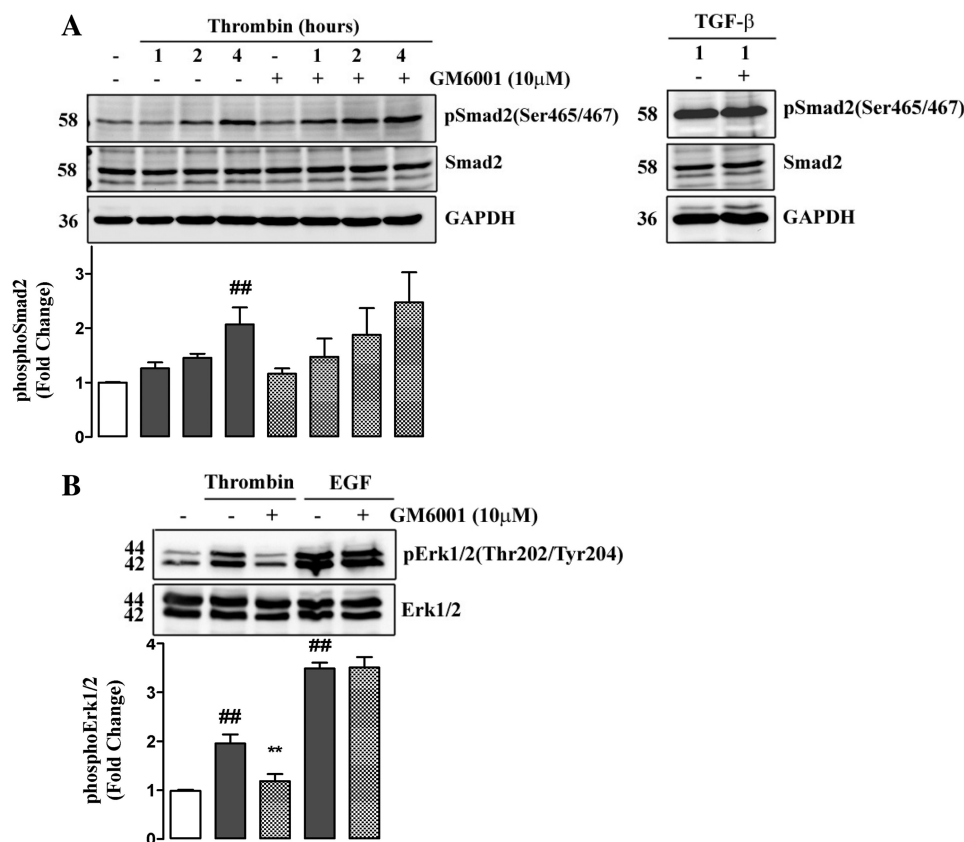 A
Thrombin (hours)
- 1 2 4 - 1 2 4
- - - - + + + + GM6001 (10μM)
58 pSmad2(Ser465/467)
58 Smad2
36 GAPDH
TGF-β
1 1
- +
58 pSmad2(Ser465/467)
58 Smad2
36 GAPDH
phosphoSmad2
(Fold Change)
3
2
1
0
##
B
Thrombin EGF
- - + - + GM6001 (10μM)
44
42 pErk1/2(Thr202/Tyr204)
44
42 Erk1/2
phosphoErk1/2
(Fold Change)
4
3
2
1
0
## ** ##